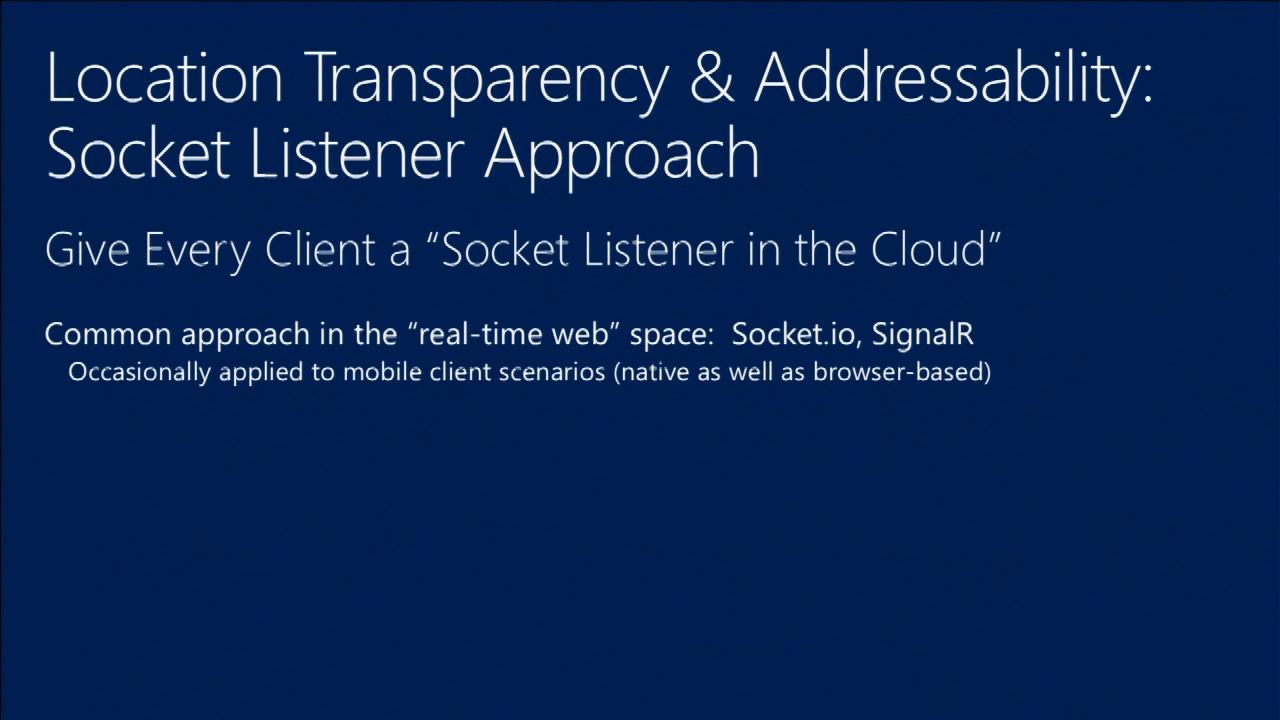 Location Transparency & Addressability:
Socket Listener Approach
Give Every Client a “Socket Listener in the Cloud”
Common approach in the “real-time web” space:  Socket.io, SignalR
Occasionally applied to mobile client scenarios (native as well as browser-based)